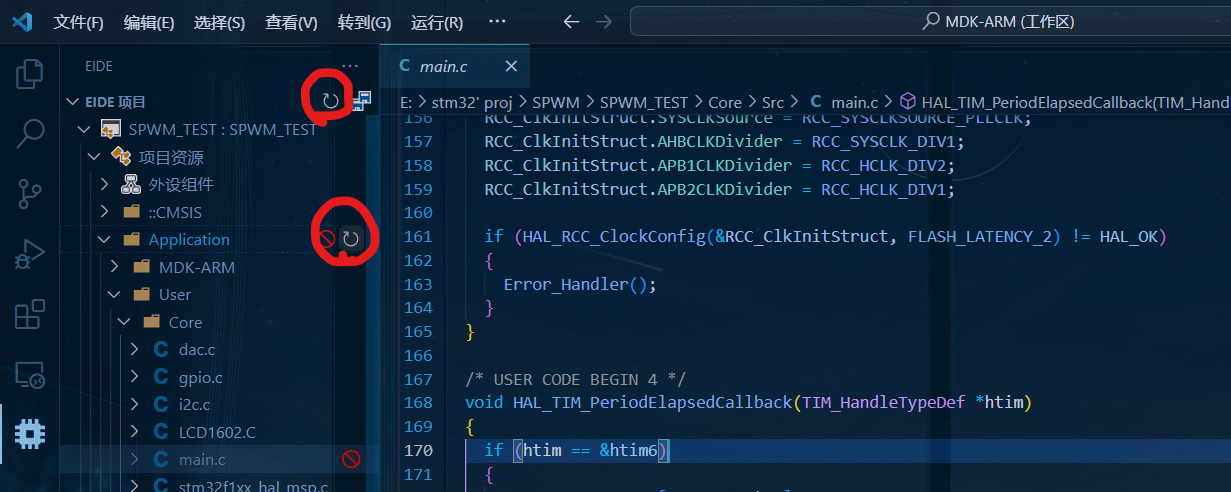 文件(F) 编辑(E) 选择(S) 查看(V) 转到(G) 运行(R) ··· MDK-ARM (工作区)
EIDE ···
C main.c
EIDE 项目
E: > stm32' proj > SPWM > SPWM_TEST > Core > Src > C main.c > HAL_TIM_PeriodElapsedCallback(TIM_Hand
SPWM_TEST : SPWM_TEST
项目资源
外设组件
::CMSIS
Application
MDK-ARM
User
Core
C dac.c
C gpio.c
C i2c.c
C LCD1602.C
C main.c
C stm32f1xx_hal_msp.c
156 RCC_ClkInitStruct.SYSCLKSource = RCC_SYSCLKSOURCE_PLLCLK;
157 RCC_ClkInitStruct.AHBCLKDivider = RCC_SYSCLK_DIV1;
158 RCC_ClkInitStruct.APB1CLKDivider = RCC_HCLK_DIV2;
159 RCC_ClkInitStruct.APB2CLKDivider = RCC_HCLK_DIV1;
160
161 if (HAL_RCC_ClockConfig(&RCC_ClkInitStruct, FLASH_LATENCY_2) != HAL_OK)
162 {
163 Error_Handler();
164 }
165 }
166
167 /* USER CODE BEGIN 4 */
168 void HAL_TIM_PeriodElapsedCallback(TIM_HandleTypeDef *htim)
169 {
170 if (htim == &htim6)
171 {